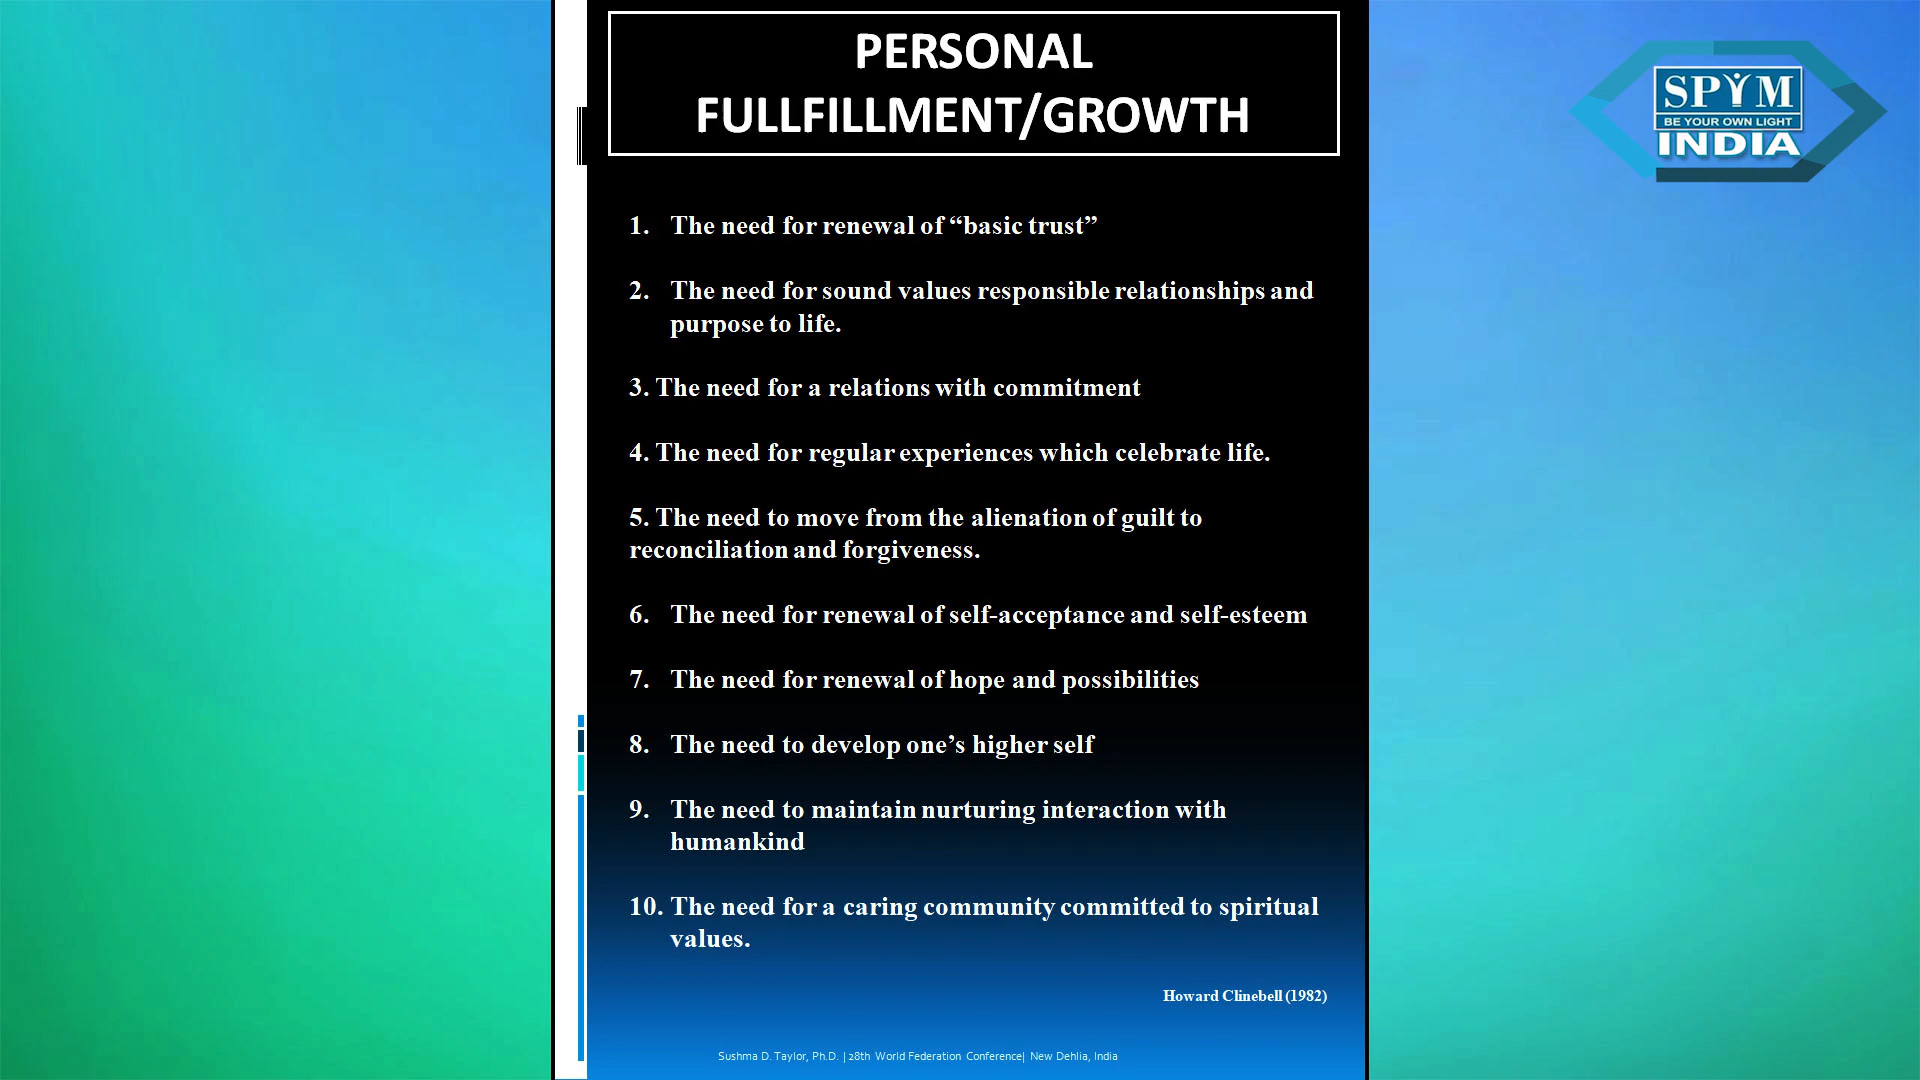 PERSONAL
FULLFILLMENT/GROWTH
SPYM
BE YOUR OWN LIGHT
INDIA
1. The need for renewal of “basic trust”
2. The need for sound values responsible relationships and
purpose to life.
3. The need for a relations with commitment
4. The need for regular experiences which celebrate life.
5. The need to move from the alienation of guilt to
reconciliation and forgiveness.
6. The need for renewal of self-acceptance and self-esteem
7. The need for renewal of hope and possibilities
8. The need to develop one’s higher self
9. The need to maintain nurturing interaction with
humankind
10. The need for a caring community committed to spiritual
values.
Howard Clinebell (1982)
Sushma D. Taylor, Ph.D. | 28th World Federation Conference| New Dehlia, India